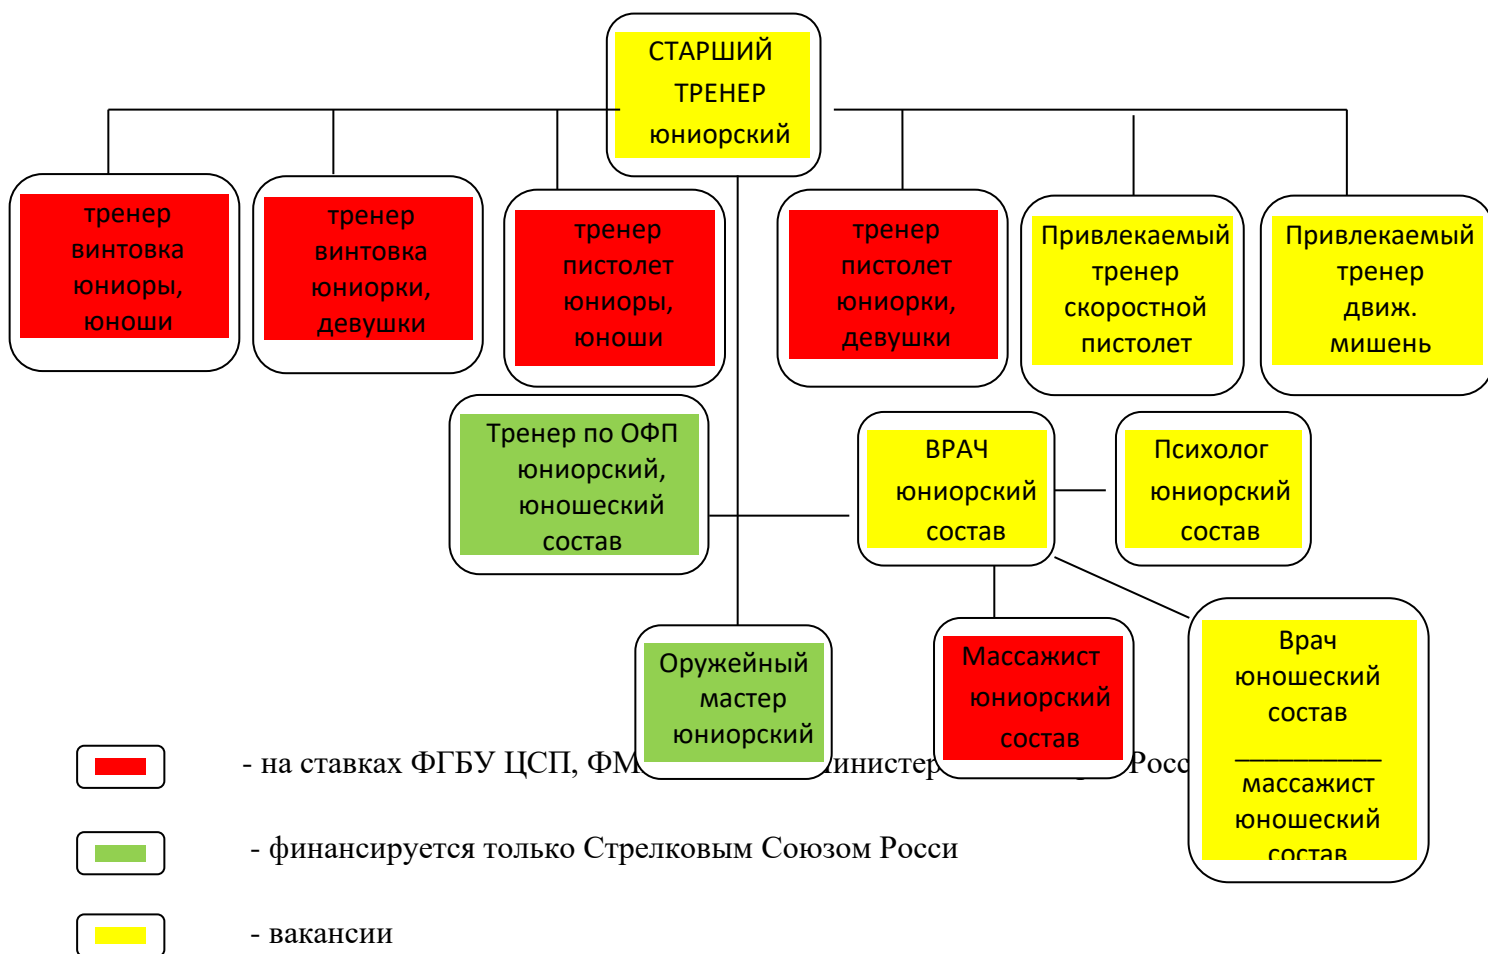 СТАРШИЙ
ТРЕНЕР
юниорский
тренер
винтовка
юниоры,
юноши
тренер
винтовка
юниорки,
девушки
тренер
пистолет
юниоры,
юноши
тренер
пистолет
юниорки,
девушки
Привлекаемый
тренер
скоростной
пистолет
Привлекаемый
тренер
движ.
мишень
Тренер по ОФП
юниорский,
юношеский
состав
ВРАЧ
юниорский
состав
Психолог
юниорский
состав
Оружейный
мастер
юниорский
Массажист
юниорский
состав
Врач
юношеский
состав
__________
массажист
юношеский
состав
- на ставках ФГБУ ЦСП,
- финансируется только Стрелковым Союзом Росси
- вакансии